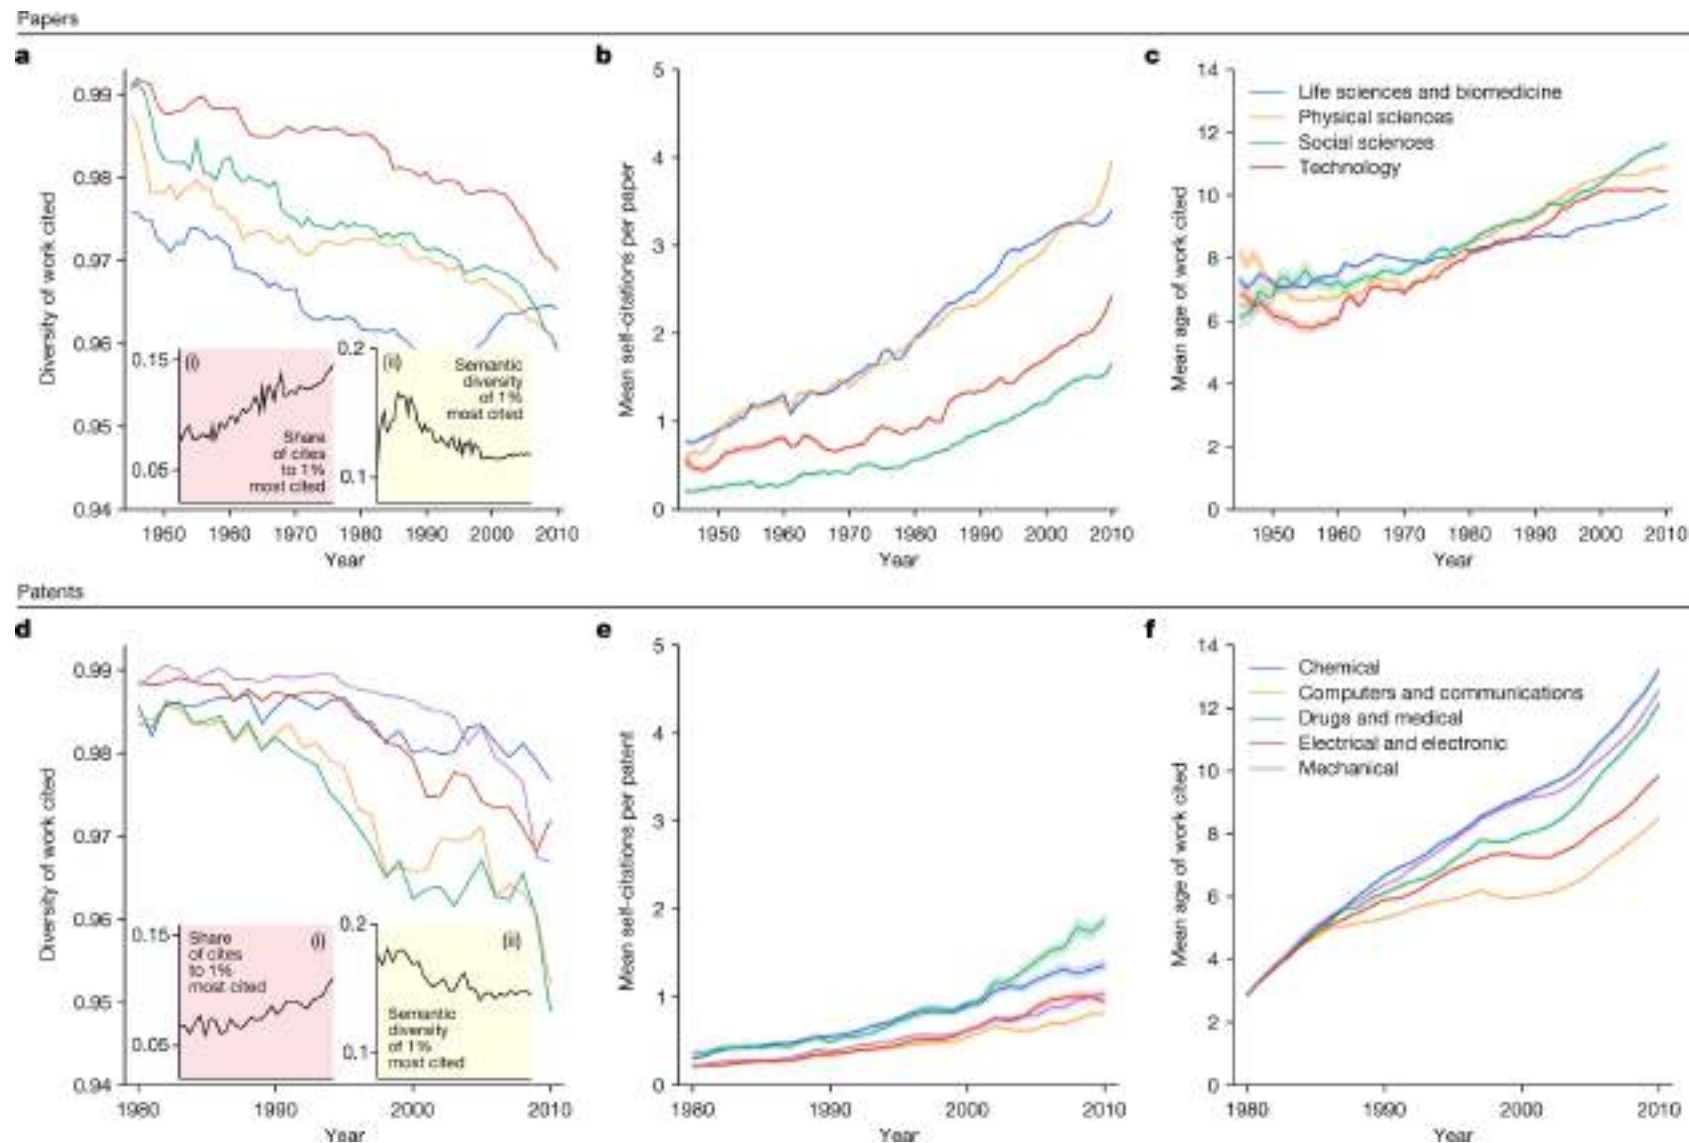 Papers
a
b
c
Diversity of work cited
0.99
0.98
0.97
0.96
0.95
0.94
(i)
0.15
0.05
Share
of cites
to 1%
most cited
(ii)
0.2
0.1
Semantic
diversity
of 1%
most cited
1950 1960 1970 1980 1990 2000 2010
Year
Mean self-citations per paper
5
4
3
2
1
0
1950 1960 1970 1980 1990 2000 2010
Year
Mean age of work cited
14
12
10
8
6
4
2
0
Life sciences and biomedicine
Physical sciences
Social sciences
Technology
1950 1960 1970 1980 1990 2000 2010
Year
Patents
d
e
f
Diversity of work cited
0.99
0.98
0.97
0.96
0.95
0.94
0.15
0.05
Share
of cites
to 1%
most cited
(i)
0.2
0.1
(ii)
Semantic
diversity
of 1%
most cited
1980 1990 2000 2010
Year
Mean self-citations per patent
5
4
3
2
1
0
1980 1990 2000 2010
Year
Mean age of work cited
14
12
10
8
6
4
2
0
Chemical
Computers and communications
Drugs and medical
Electrical and electronic
Mechanical
1980 1990 2000 2010
Year